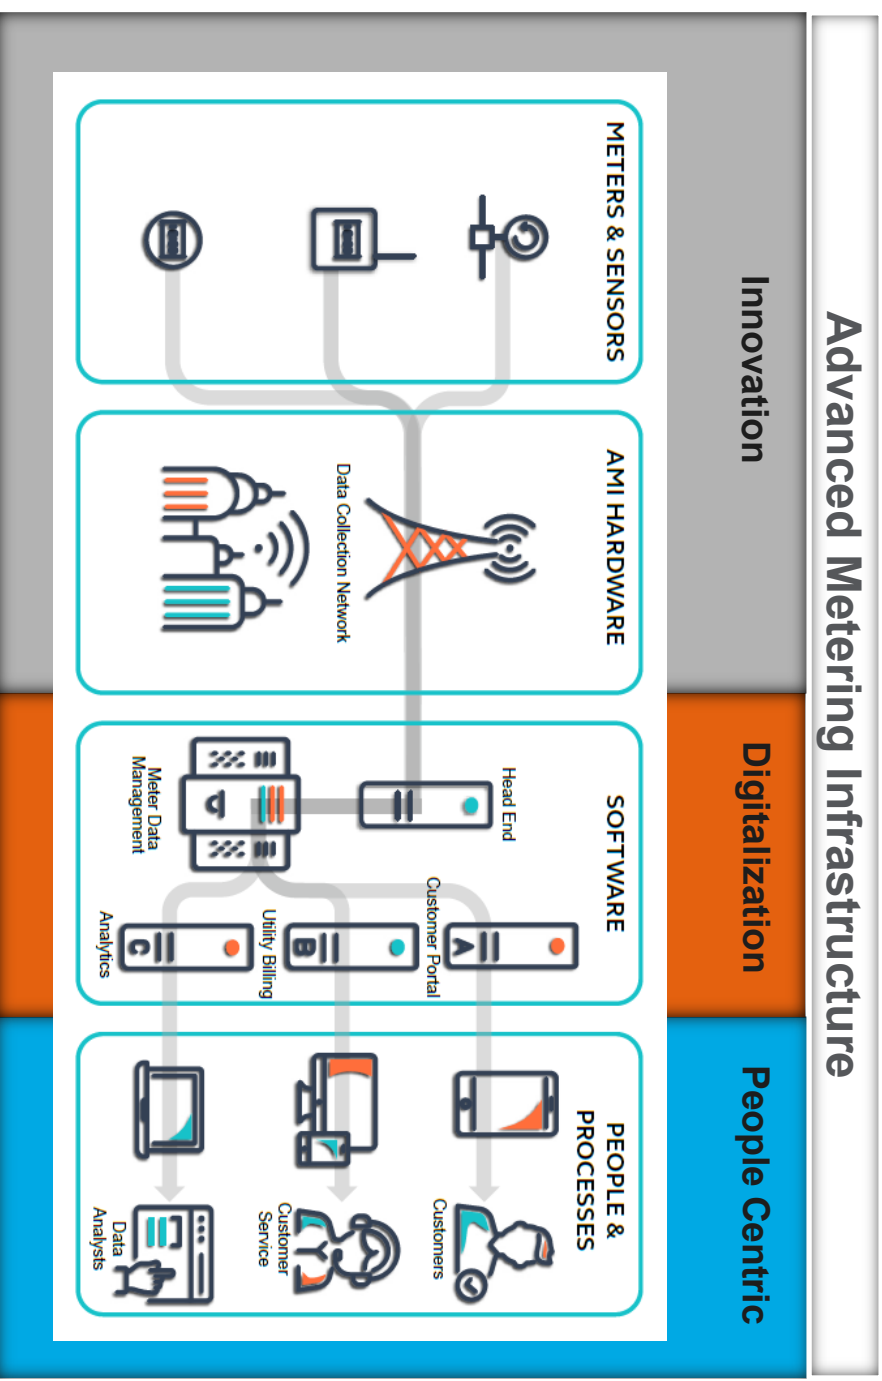 Advanced Metering Infrastructure
Innovation
Digitalization
People Centric
METERS & SENSORS
AMI HARDWARE
Data Collection Network
SOFTWARE
Head End
Meter Data
Management
A
Customer Portal
B
Utility Billing
C
Analytics
PEOPLE &
PROCESSES
Customers
Customer
Service
Data
Analysts